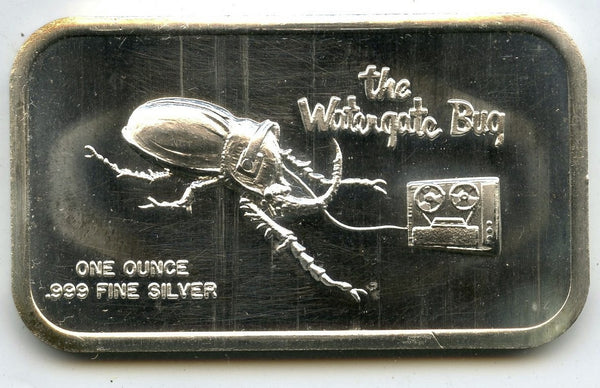 the
Watergate Bug
ONE OUNCE
.999 FINE SILVER